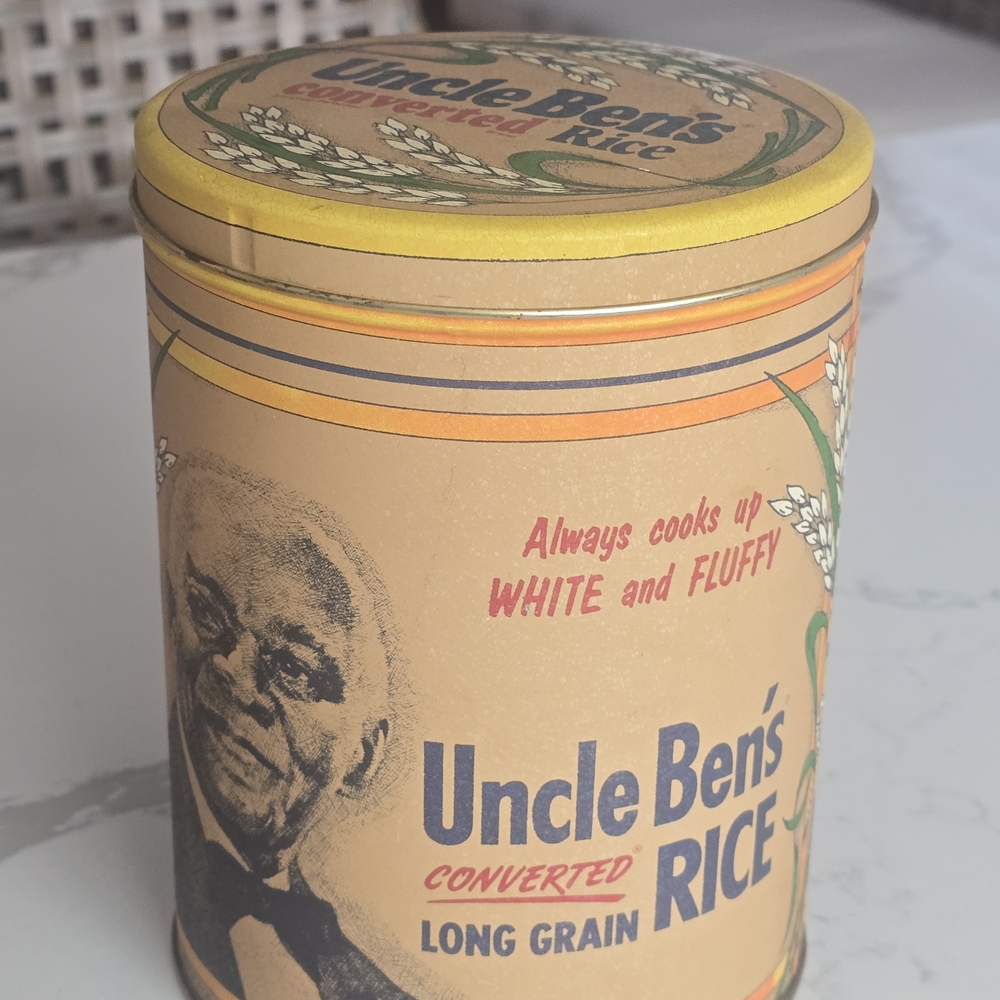 Uncle Ben's
converted
Rice
Always cooks up
WHITE and FLUFFY
Uncle Ben's
CONVERTED®
RICE
LONG GRAIN